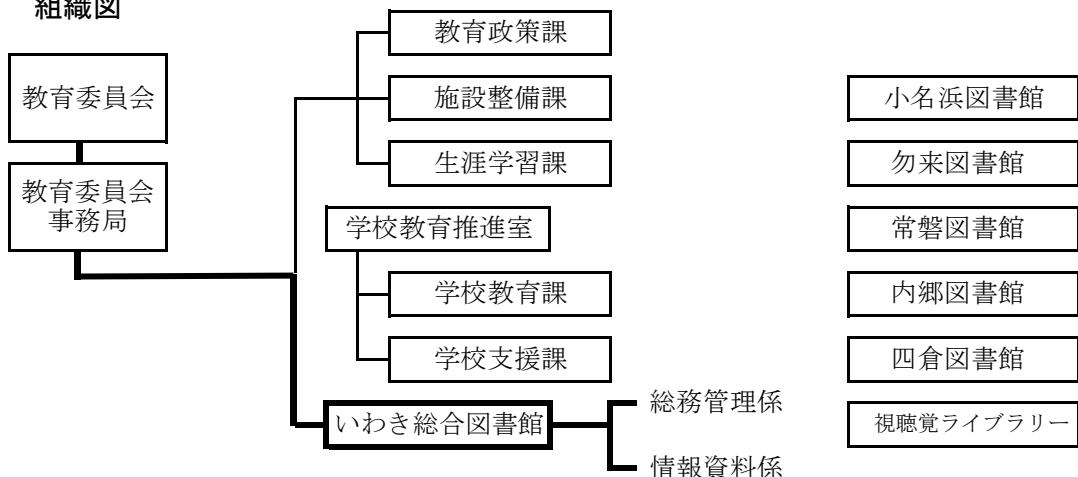 組織図
教育委員会
教育委員会
事務局
教育政策課
施設整備課
生涯学習課
学校教育推進室
学校教育課
学校支援課
いわき総合図書館
総務管理係
情報資料係
小名浜図書館
勿来図書館
常磐図書館
内郷図書館
四倉図書館
視聴覚ライブラリー